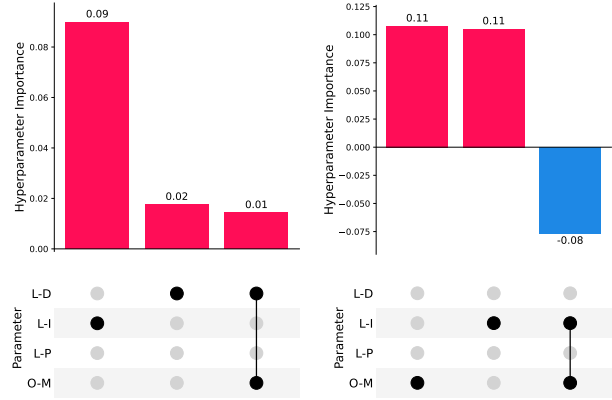 Hyperparameter Importance
0.08
0.06
0.04
0.02
0.00
0.09
0.02
0.01
Parameter
L-D
L-I
L-P
O-M
Hyperparameter Importance
0.125
0.100
0.075
0.050
0.025
0.000
−0.025
−0.050
−0.075
0.11
0.11
-0.08
Parameter
L-D
L-I
L-P
O-M